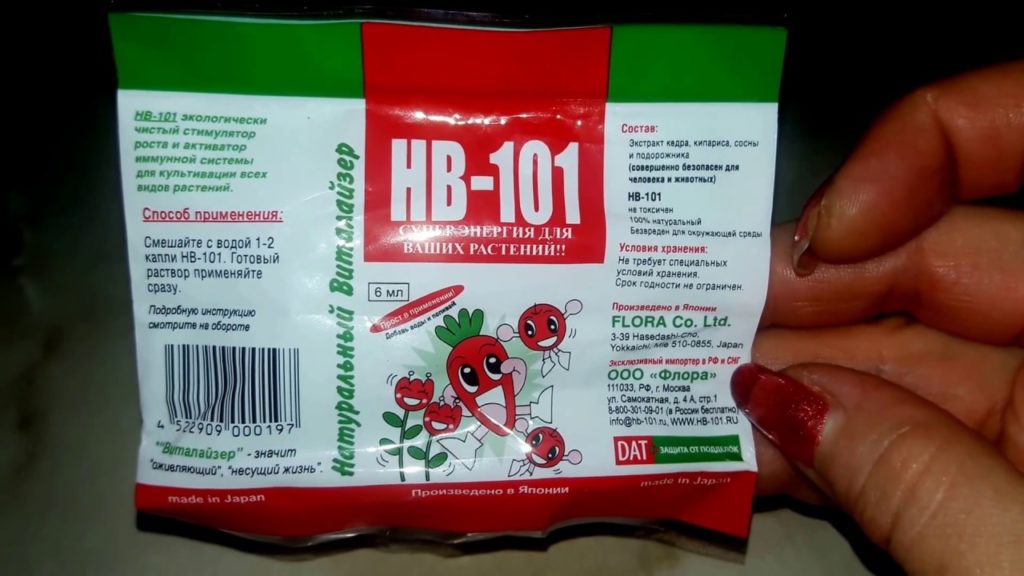 HB-101 экологически
чистый стимулятор
роста и активатор
иммунной системы
для культивации всех
видов растений.
Способ применения:
Смешайте с водой 1-2
капли HB-101. Готовый
раствор применяйте
сразу.
Подробную инструкцию
смотрите на обороте
4 522909 000197
"Виталайзер" - значит
"оживляющий", "несущий жизнь".
made in Japan
Натуральный Виталайзер
HB-101
СУПЕРЭНЕРГИЯ ДЛЯ
ВАШИХ РАСТЕНИЙ!!
6 мл
Прост в применении!
Добавь воды и поливай
Произведено в Японии
Состав:
Экстракт кедра, кипариса, сосны
и подорожника
(совершенно безопасен для
человека и животных)
HB-101
не токсичен
100% натуральный
Безвреден для окружающей среды
Условия хранения:
Не требует специальных
условий хранения.
Срок годности не ограничен.
Произведено в Японии
FLORA Co. Ltd.
3-39 Hasedashi-cho,
Yokkaichi, Mie 510-0855, Japan
Эксклюзивный импортер в РФ и СНГ
ООО «Флора»
111033, РФ, г. Москва
ул. Самокатная, д. 4 А, стр.1
8-800-301-09-01 (в России бесплатно)
info@hb-101.ru, WWW.HB-101.RU
DAT ЗАЩИТА ОТ ПОДДЕЛОК
made in Japan